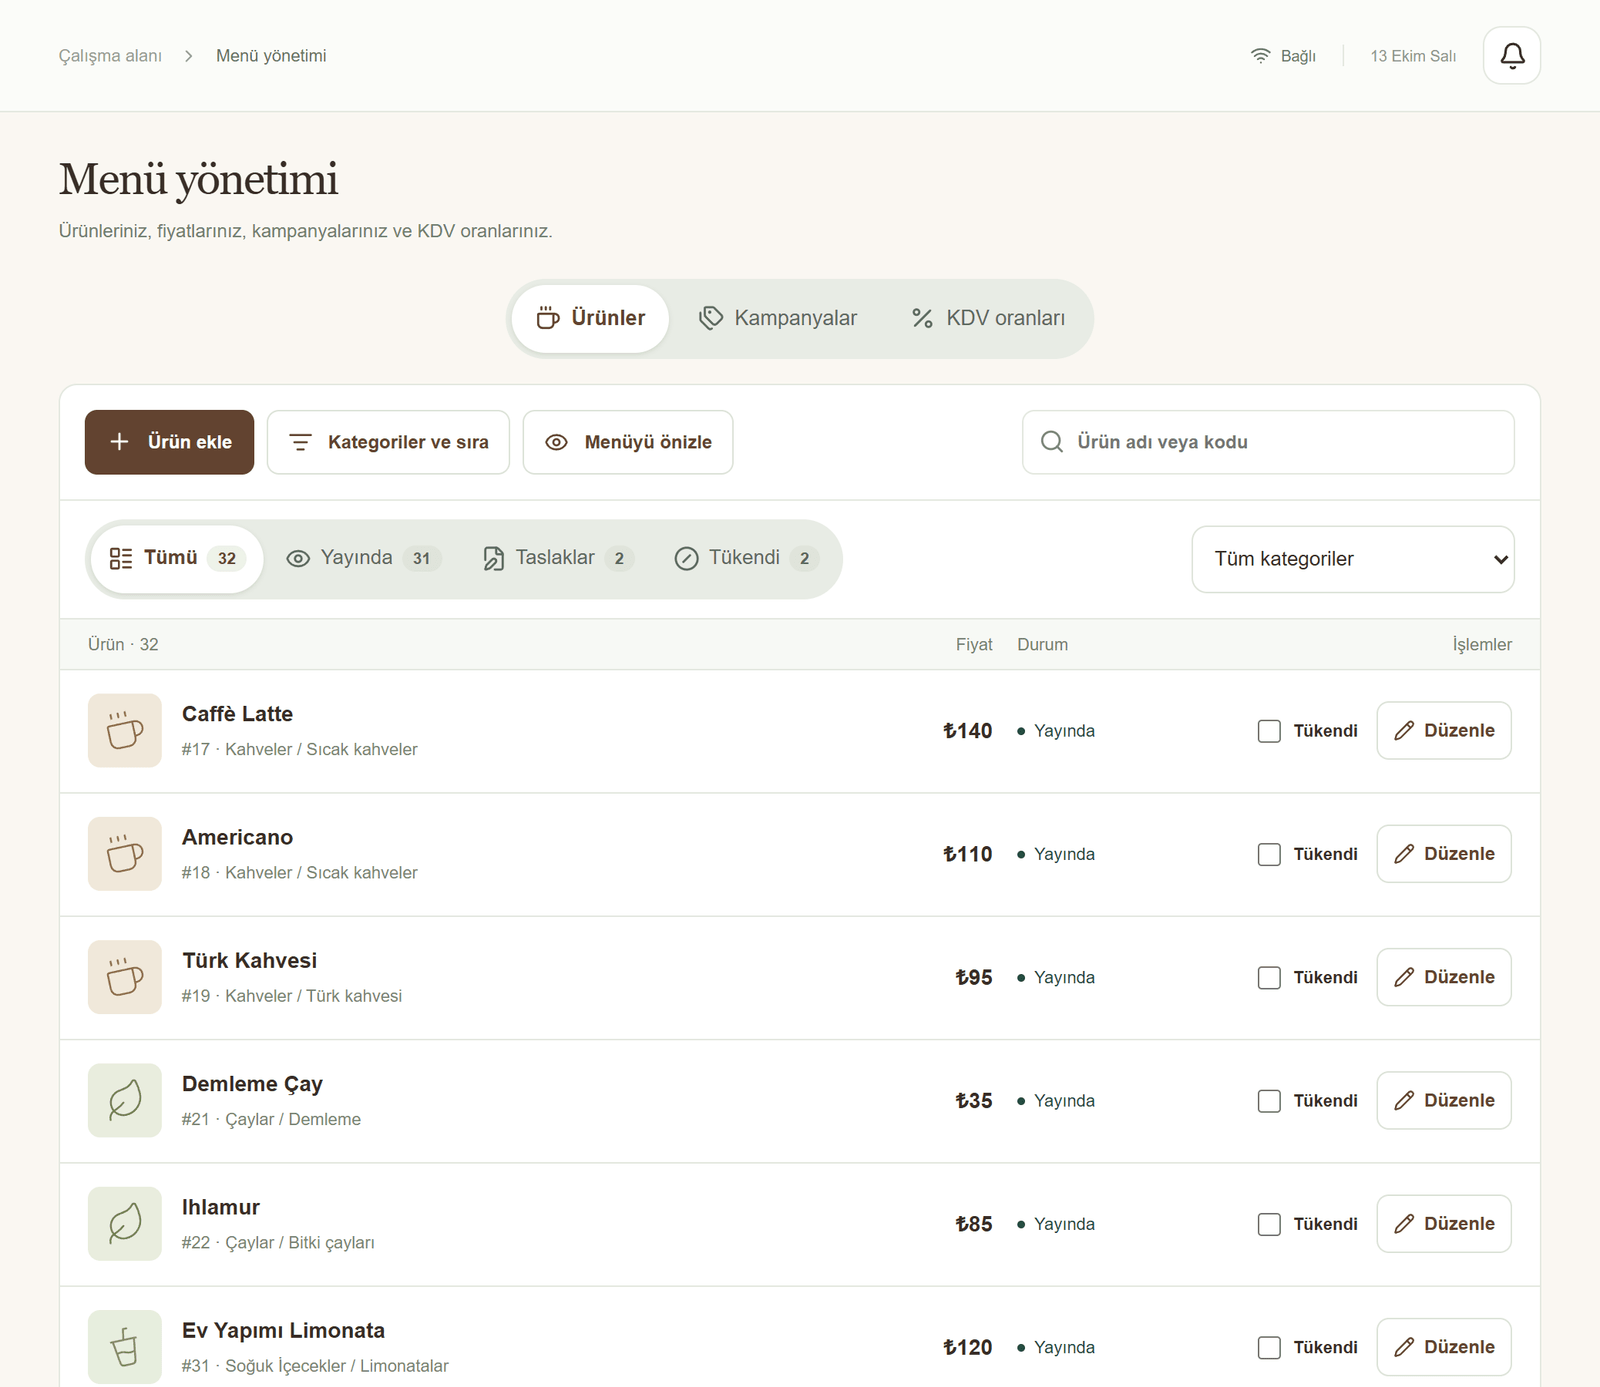 Çalışma alanı > Menü yönetimi
Bağlı
13 Ekim Salı
Menü yönetimi
Ürünleriniz, fiyatlarınız, kampanyalarınız ve KDV oranlarınız.
Ürünler
Kampanyalar
KDV oranları
Ürün ekle
Kategoriler ve sıra
Menüyü önizle
Ürün adı veya kodu
Tümü 32
Yayında 31
Taslaklar 2
Tükendi 2
Tüm kategoriler
Ürün · 32
Fiyat
Durum
İşlemler
Caffè Latte
#17 · Kahveler / Sıcak kahveler
₺140
Yayında
Tükendi
Düzenle
Americano
#18 · Kahveler / Sıcak kahveler
₺110
Yayında
Tükendi
Düzenle
Türk Kahvesi
#19 · Kahveler / Türk kahvesi
₺95
Yayında
Tükendi
Düzenle
Demleme Çay
#21 · Çaylar / Demleme
₺35
Yayında
Tükendi
Düzenle
Ihlamur
#22 · Çaylar / Bitki çayları
₺85
Yayında
Tükendi
Düzenle
Ev Yapımı Limonata
#31 · Soğuk İçecekler / Limonatalar
₺120
Yayında
Tükendi
Düzenle